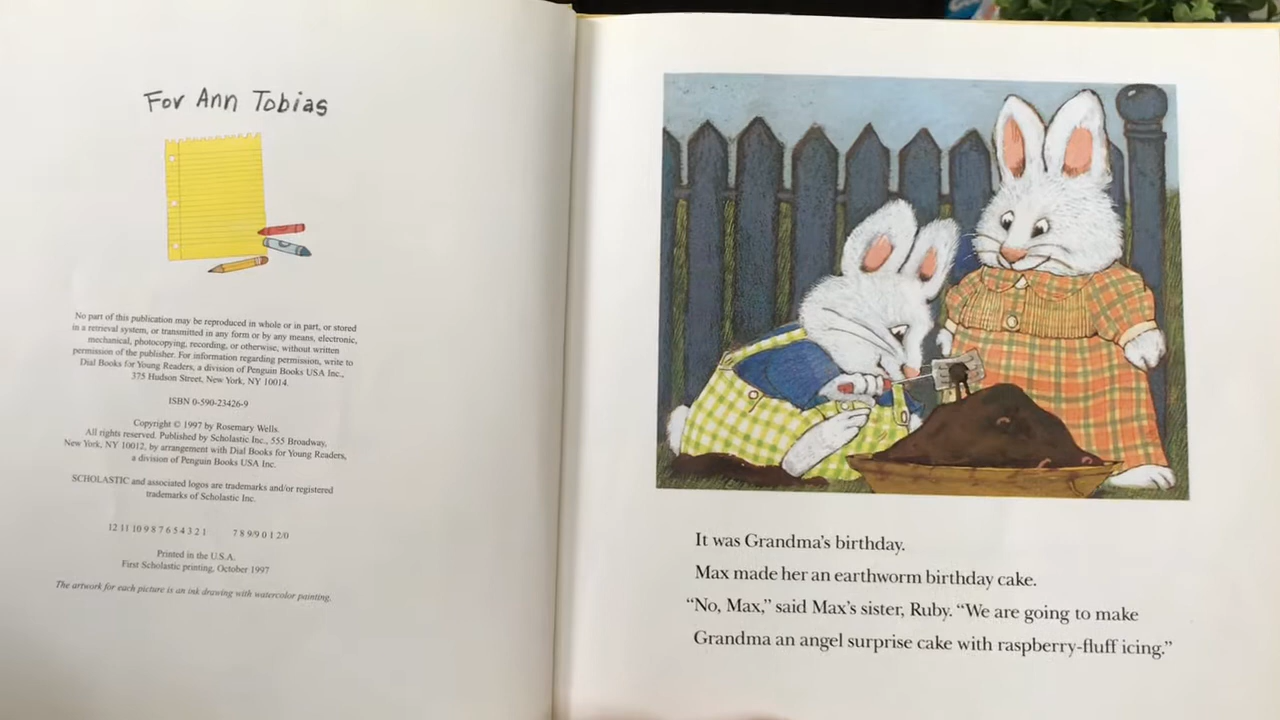 For Ann Tobias
No part of this publication may be reproduced in whole or in part, or stored
in a retrieval system, or transmitted in any form or by any means, electronic,
mechanical, photocopying, recording, or otherwise, without written
permission of the publisher. For information regarding permission, write to
Dial Books for Young Readers, a division of Penguin Books USA Inc.,
375 Hudson Street, New York, NY 10014.
ISBN 0-590-23426-9
Copyright © 1997 by Rosemary Wells.
All rights reserved. Published by Scholastic Inc., 555 Broadway,
New York, NY 10012, by arrangement with Dial Books for Young Readers,
a division of Penguin Books USA Inc.
SCHOLASTIC and associated logos are trademarks and/or registered
trademarks of Scholastic Inc.
12 11 10 9 8 7 6 5 4 3 2 1 7 8 9/9 0 1 2/0
Printed in the U.S.A.
First Scholastic printing, October 1997
The artwork for each picture is an ink drawing with watercolor painting.
It was Grandma's birthday.
Max made her an earthworm birthday cake.
“No, Max,” said Max's sister, Ruby. “We are going to make
Grandma an angel surprise cake with raspberry-fluff icing.”